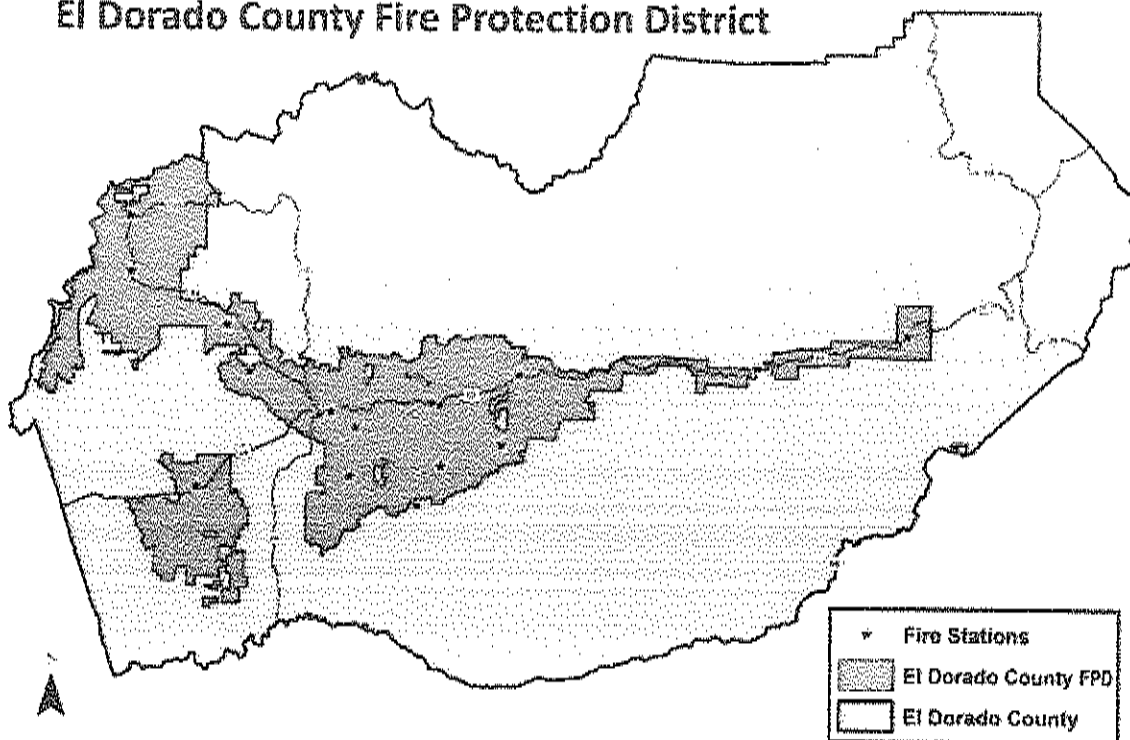 El Dorado County Fire Protection District
Fire Stations
El Dorado County FPD
El Dorado County